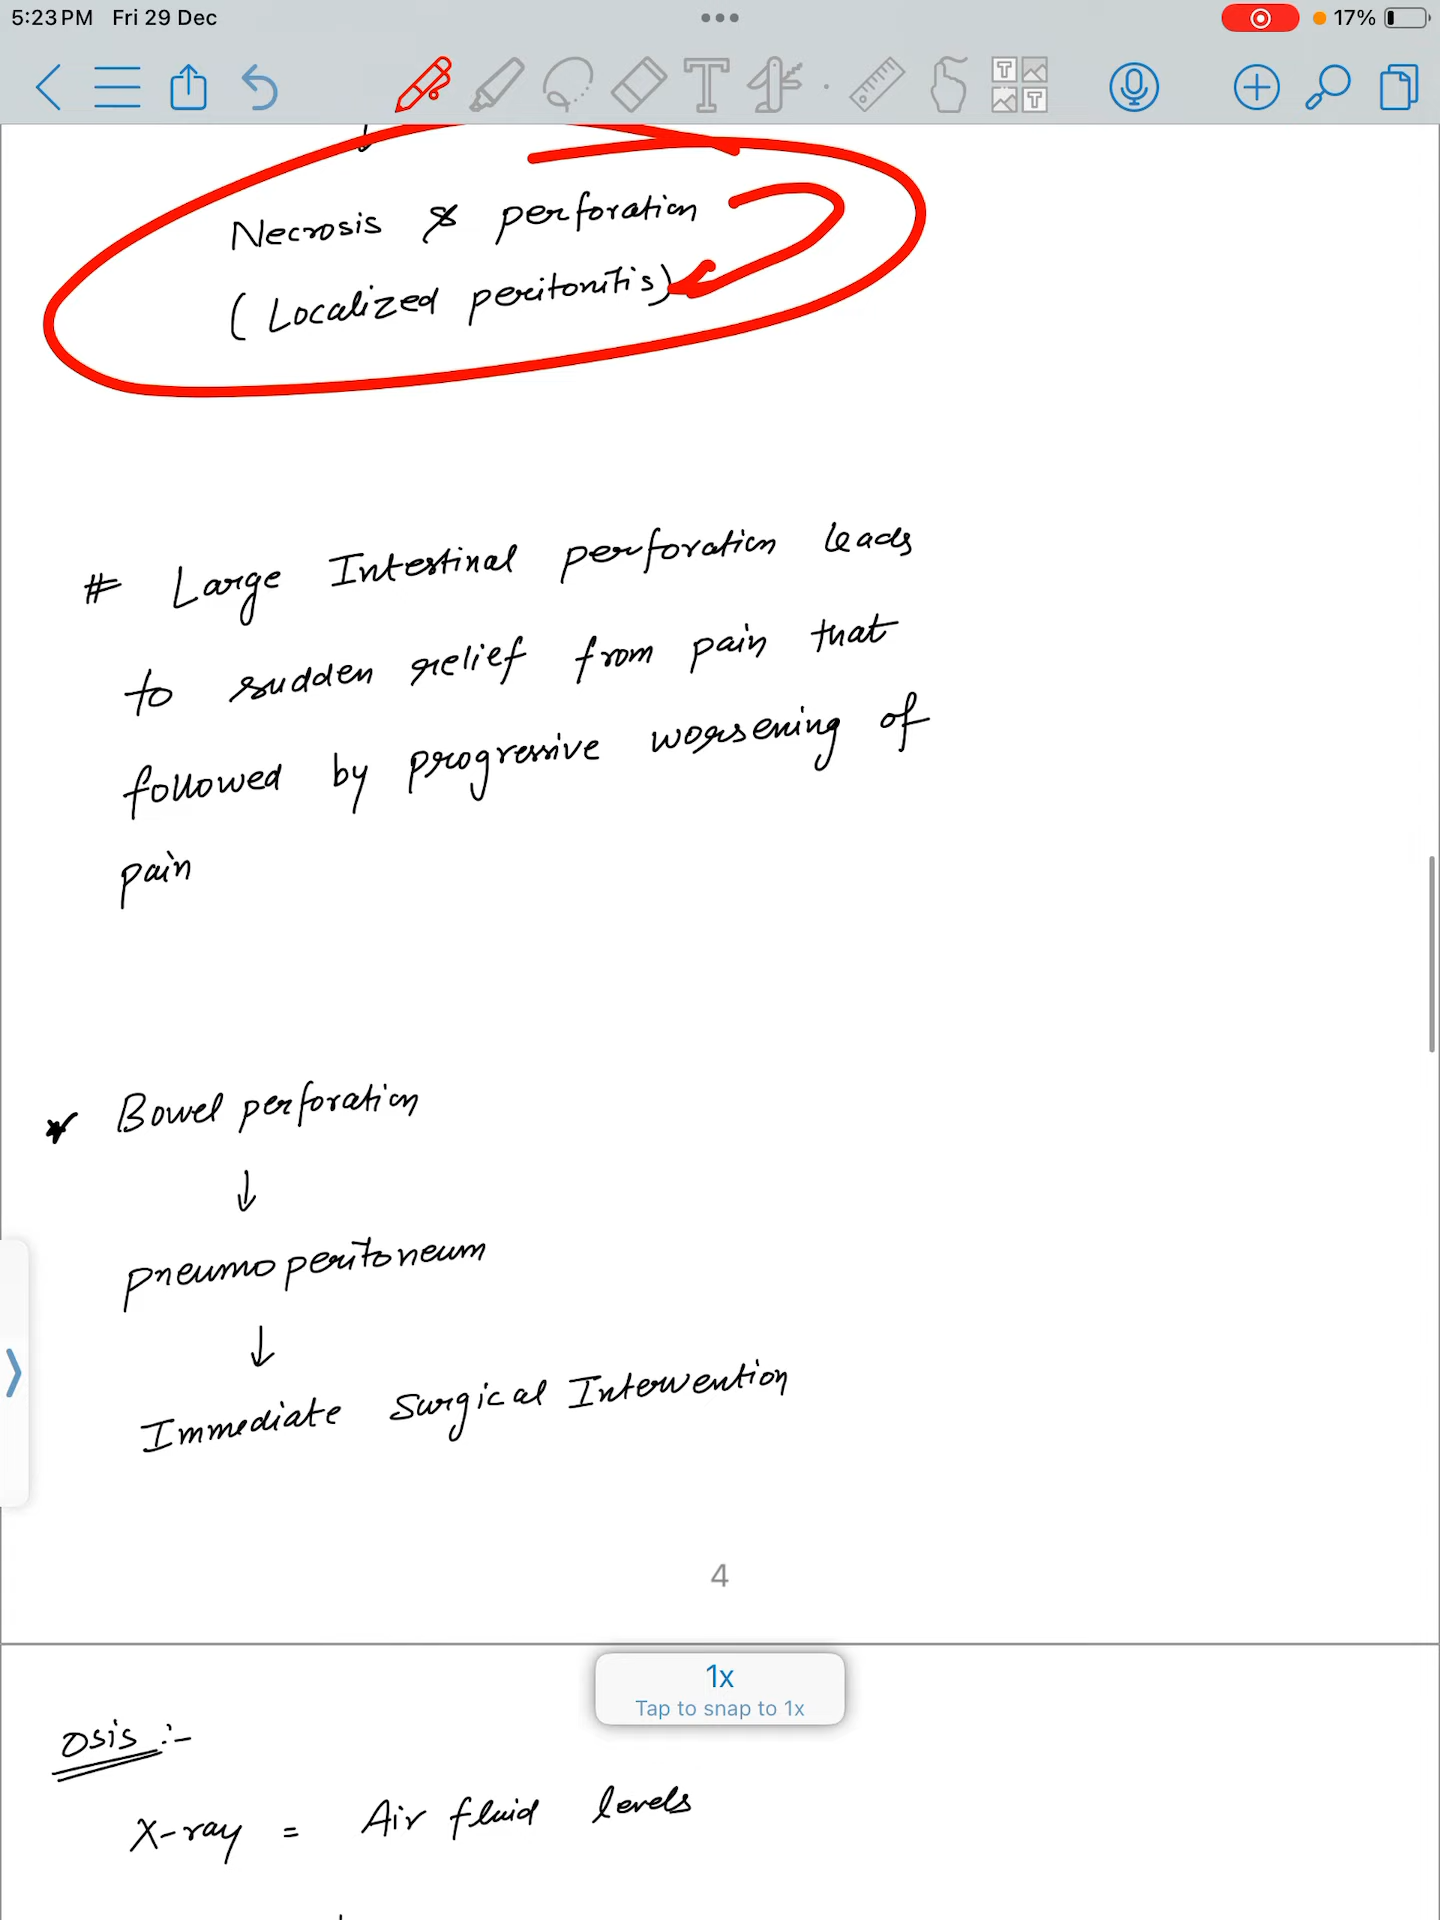 5:23 PM Fri 29 Dec
17%
Necrosis & perforation
(Localized peritonitis)
# Large Intestinal perforation leads
to sudden relief from pain that
followed by progressive worsening of
pain
* Bowel perforation
↓
pneumoperitoneum
↓
Immediate Surgical Intervention
4
1x
Tap to snap to 1x
osis :-
X-ray = Air fluid levels